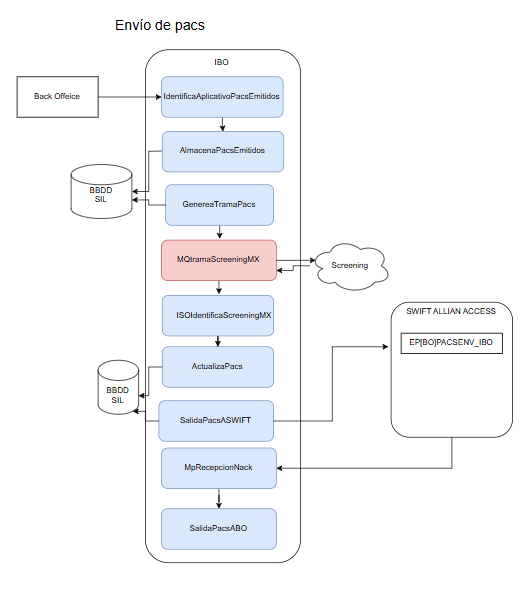 Envío de pacs
IBO
Back Offeice
IdentificaAplicativoPacsEmitidos
AlmacenaPacsEmitidos
BBDD
SIL
GenereaTramaPacs
MQtramaScreeningMX
Screening
ISOIdentificaScreeningMX
SWIFT ALLIAN ACCESS
EP[BO]PACSENV_IBO
ActualizaPacs
BBDD
SIL
SalidaPacsASWIFT
MpRecepcionNack
SalidaPacsABO